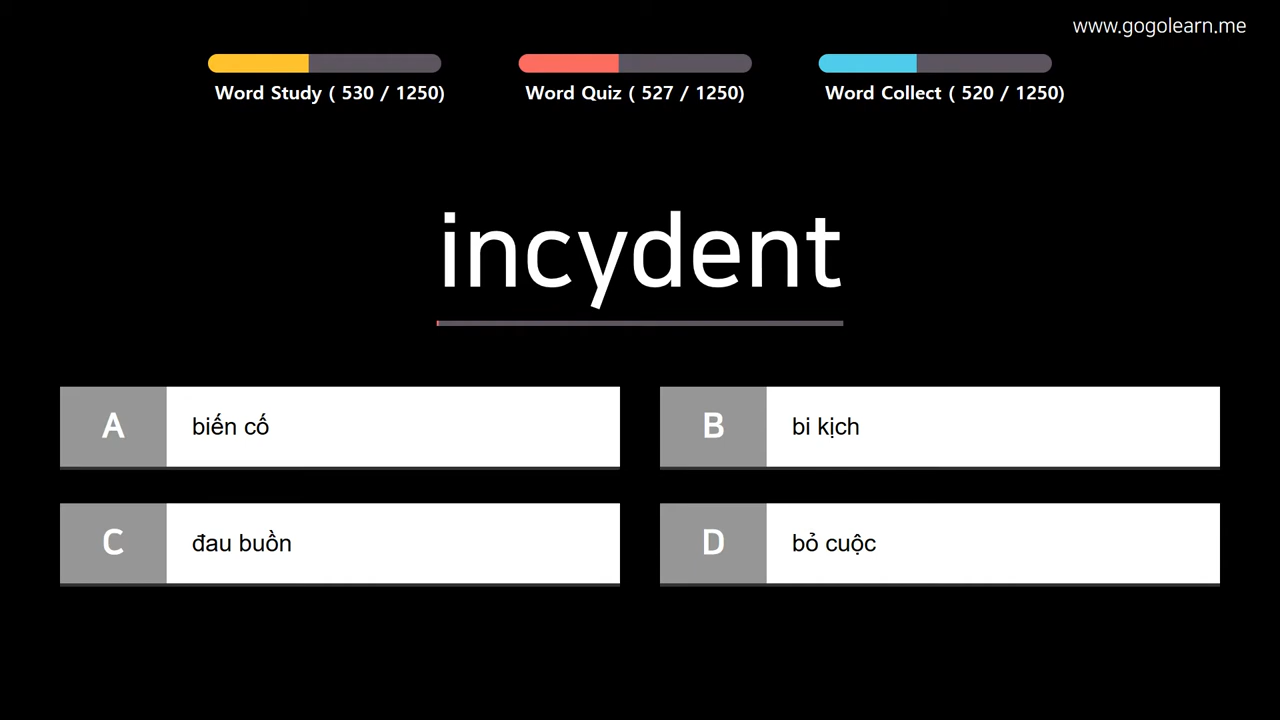 www.gogolearn.me
Word Study ( 530 / 1250)
Word Quiz ( 527 / 1250)
Word Collect ( 520 / 1250)
incydent
A biến cố
B bi kịch
C đau buồn
D bỏ cuộc